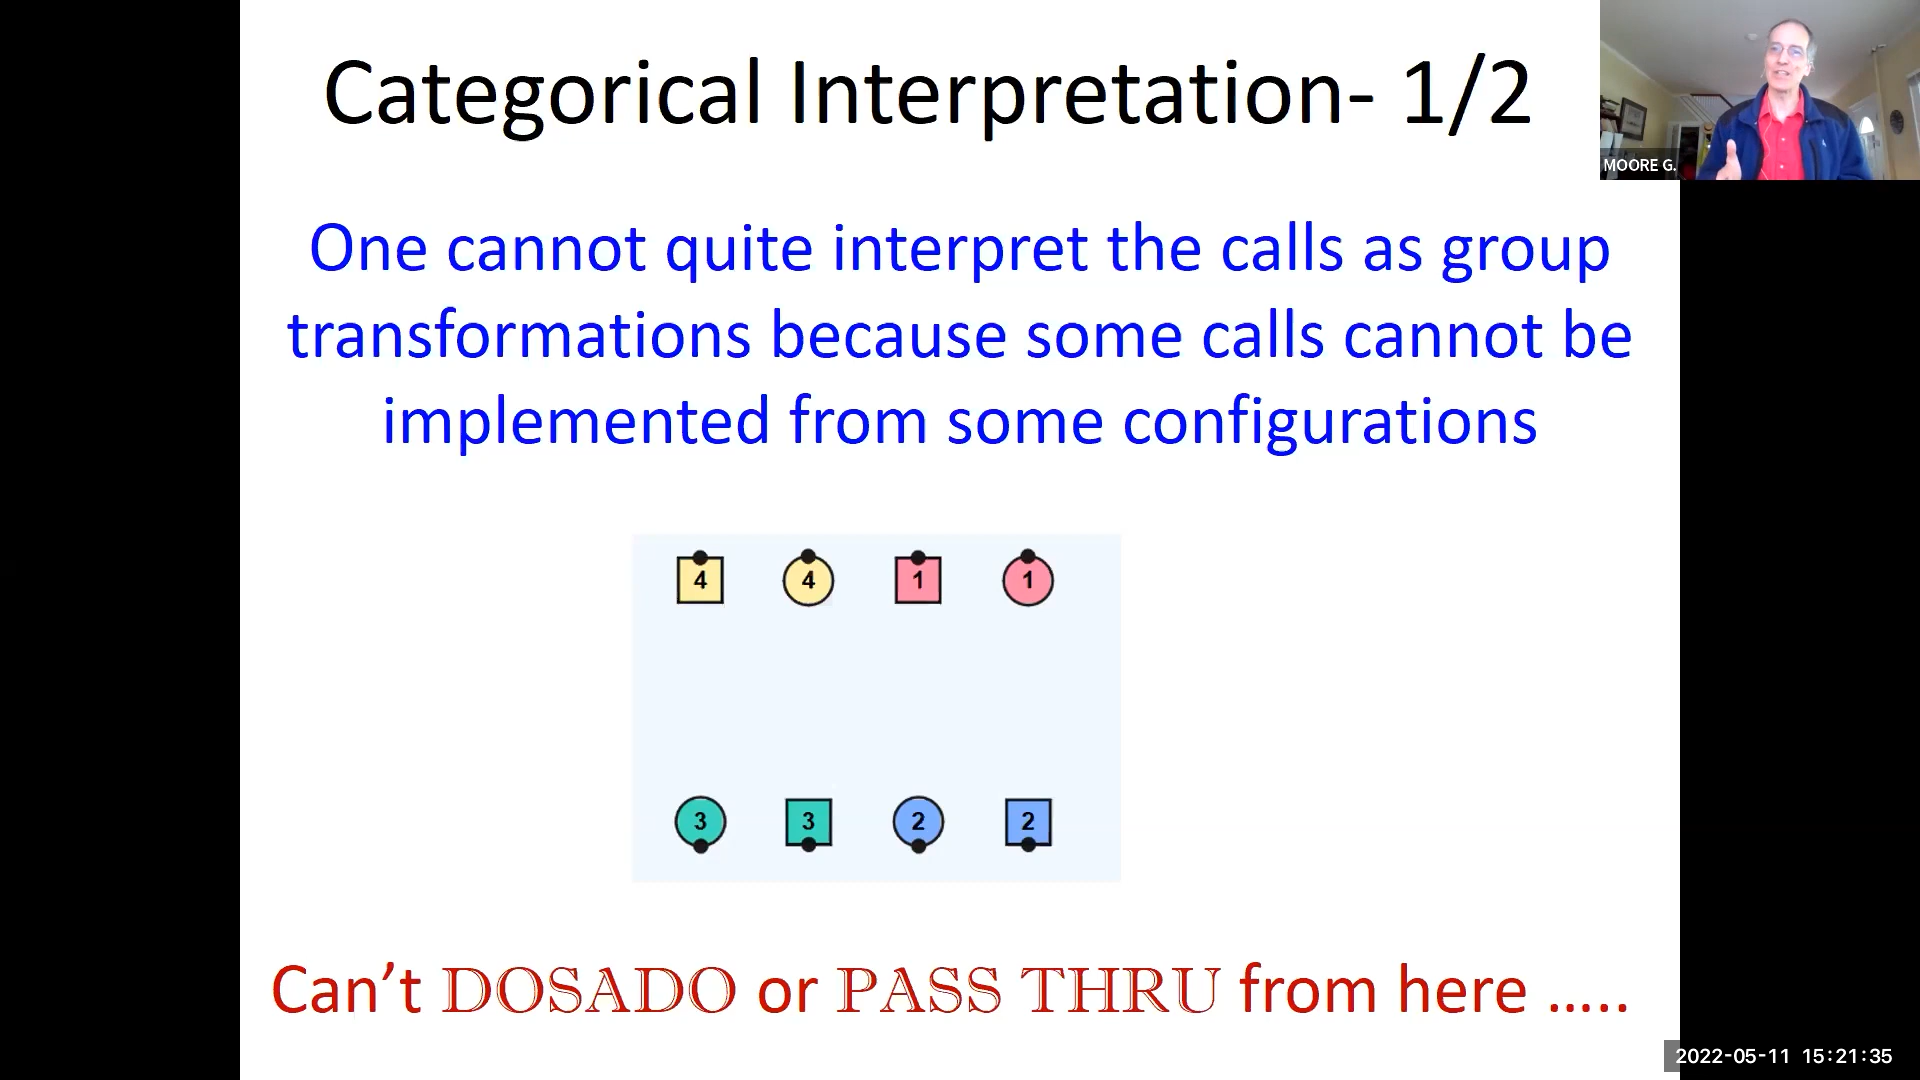 Categorical Interpretation- 1/2
MOORE G.
One cannot quite interpret the calls as group
transformations because some calls cannot be
implemented from some configurations
4 4 1 1
3 3 2 2
Can’t DOSADO or PASS THRU from here .....
2022-05-11 15:21:35